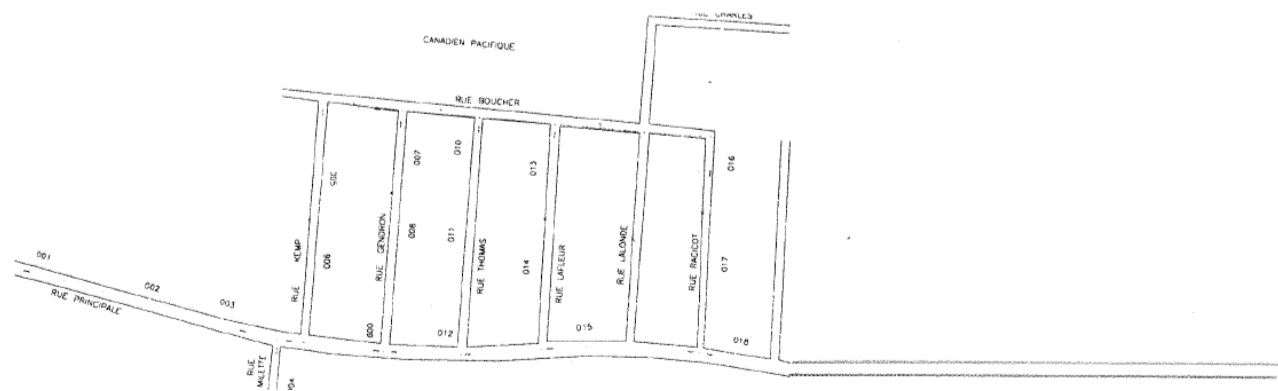 RUE CHARLES
CANADIEN PACIFIQUE
RUE BOUCHER
007
010
013
016
005
RUE KEMP
006
RUE GENDRON
008
011
RUE THOMAS
014
RUE LAFLEUR
RUE LALONDE
RUE RACICOT
017
001
002
003
RUE PRINCIPALE
009
012
015
018
RUE
MILETTE
004